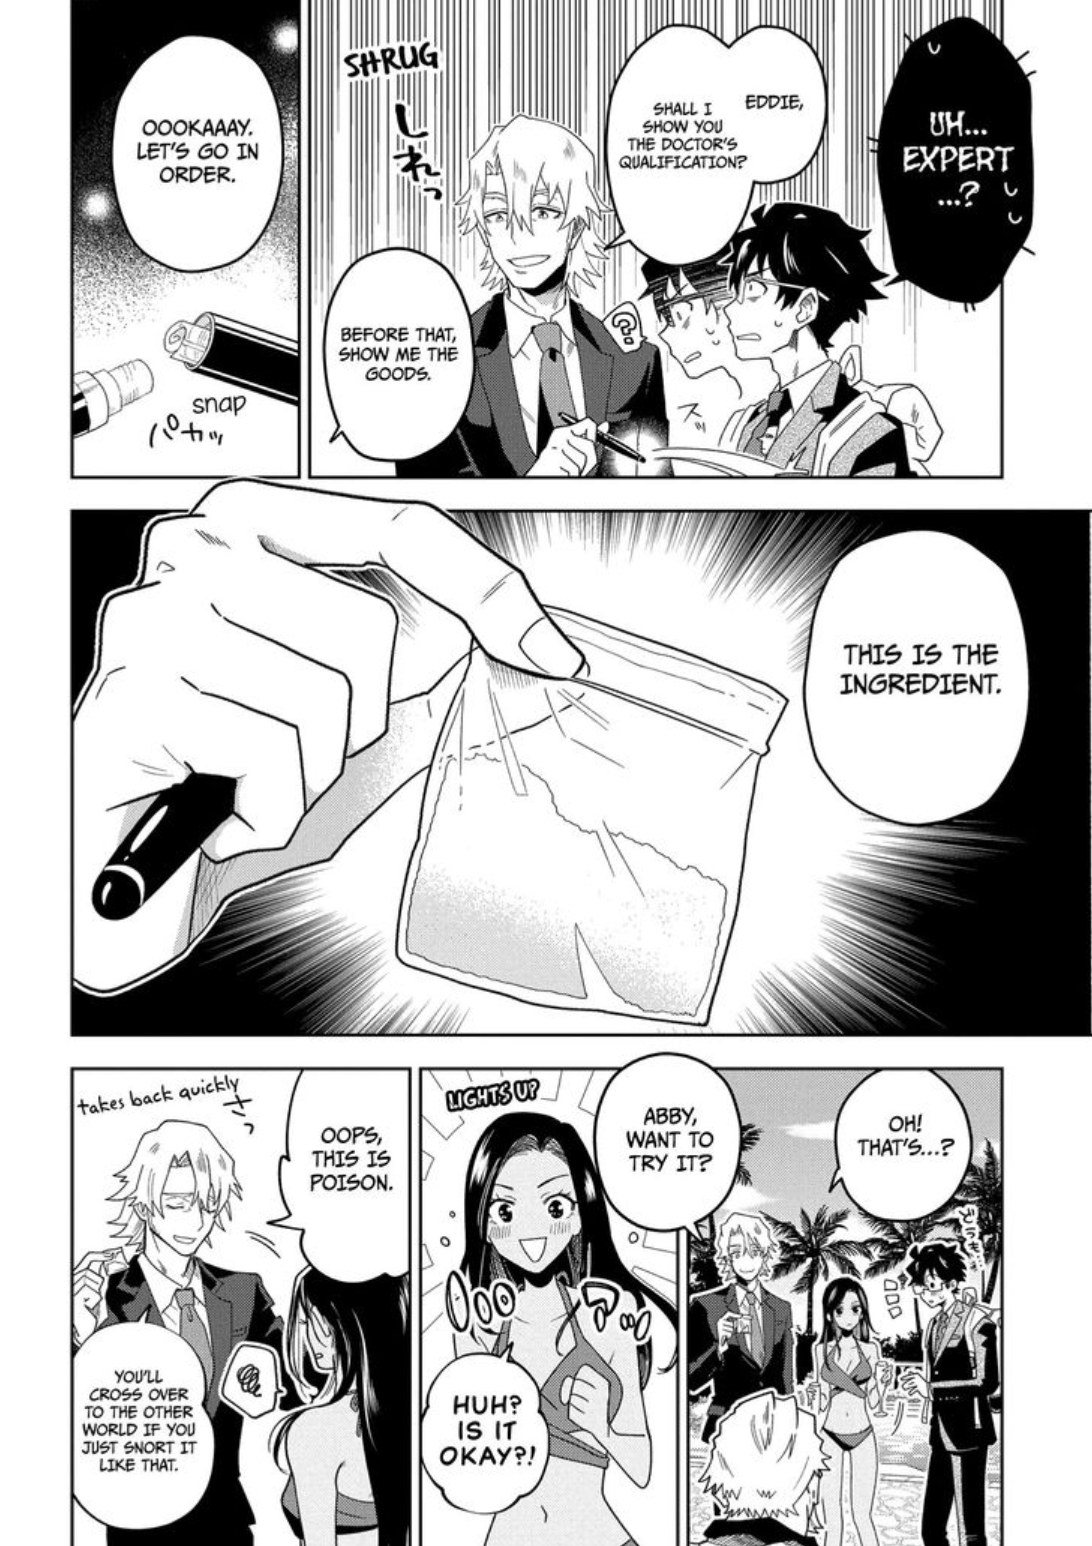 UH...
EXPERT
...?
EDDIE,
SHALL I
SHOW YOU
THE DOCTOR'S
QUALIFICATION?
SHRUG
しれっ
BEFORE THAT,
SHOW ME THE
GOODS.
?
ス"
OOOKAAAY.
LET'S GO IN
ORDER.
snap
パカッ
THIS IS THE
INGREDIENT.
OH!
THAT'S...?
ABBY,
WANT TO
TRY IT?
LIGHTS UP
HUH?
IS IT
OKAY?!
takes back quickly
サッ
OOPS,
THIS IS
POISON.
YOU'LL
CROSS OVER
TO THE OTHER
WORLD IF YOU
JUST SNORT IT
LIKE THAT.